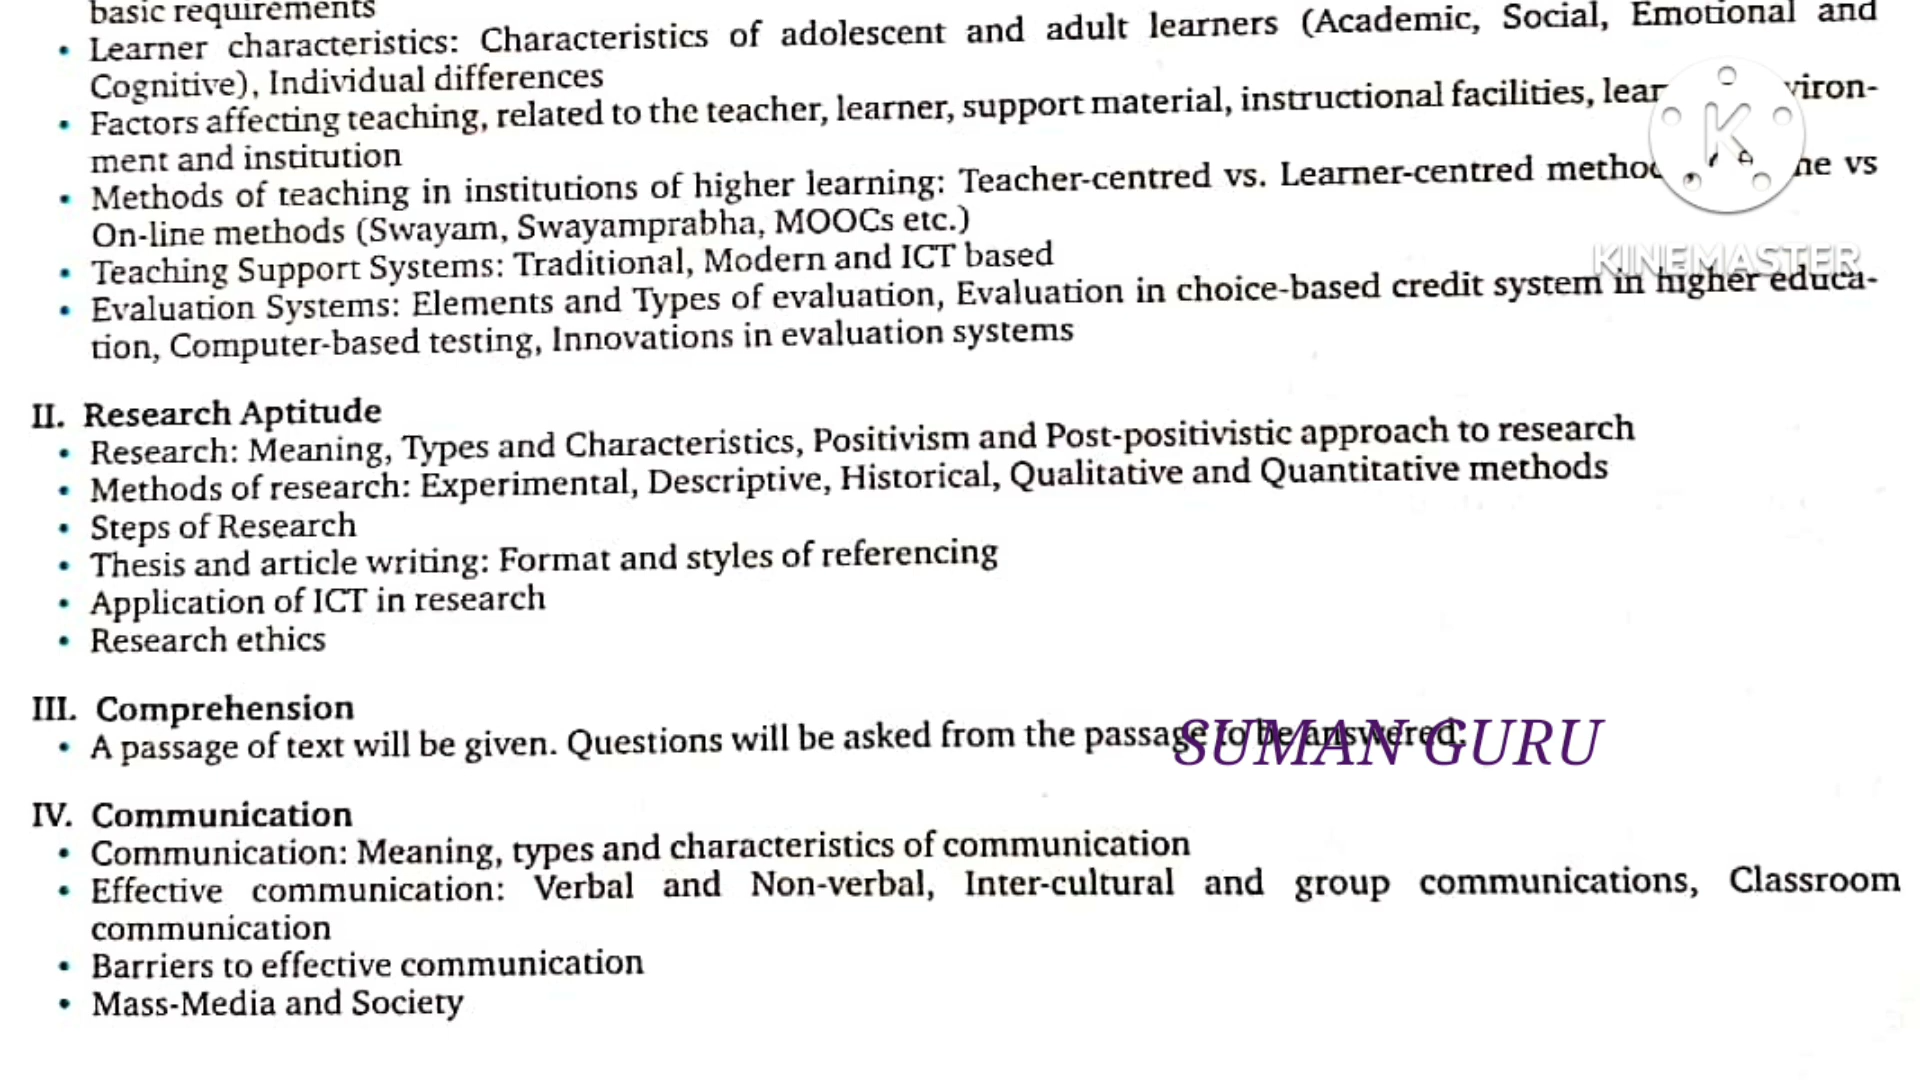 basic requirements
• Learner characteristics: Characteristics of adolescent and adult learners (Academic, Social, Emotional and
Cognitive), Individual differences
• Factors affecting teaching, related to the teacher, learner, support material, instructional facilities, lear viron-
ment and institution
• Methods of teaching in institutions of higher learning: Teacher-centred vs. Learner-centred vs
On-line methods (Swayam, Swayamprabha, MOOCs etc.)
• Teaching Support Systems: Traditional, Modern and ICT based
KINEMASTER
• Evaluation Systems: Elements and Types of evaluation, Evaluation in choice-based credit system in higher educa-
tion, Computer-based testing, Innovations in evaluation systems
II. Research Aptitude
• Research: Meaning, Types and Characteristics, Positivism and Post-positivistic approach to research
• Methods of research: Experimental, Descriptive, Historical, Qualitative and Quantitative methods
• Steps of Research
• Thesis and article writing: Format and styles of referencing
• Application of ICT in research
• Research ethics
III. Comprehension
• A passage of text will be given. Questions will be asked from the passage to be answered.
SUMAN GURU
IV. Communication
• Communication: Meaning, types and characteristics of communication
• Effective communication: Verbal and Non-verbal, Inter-cultural and group communications, Classroom
communication
• Barriers to effective communication
• Mass-Media and Society